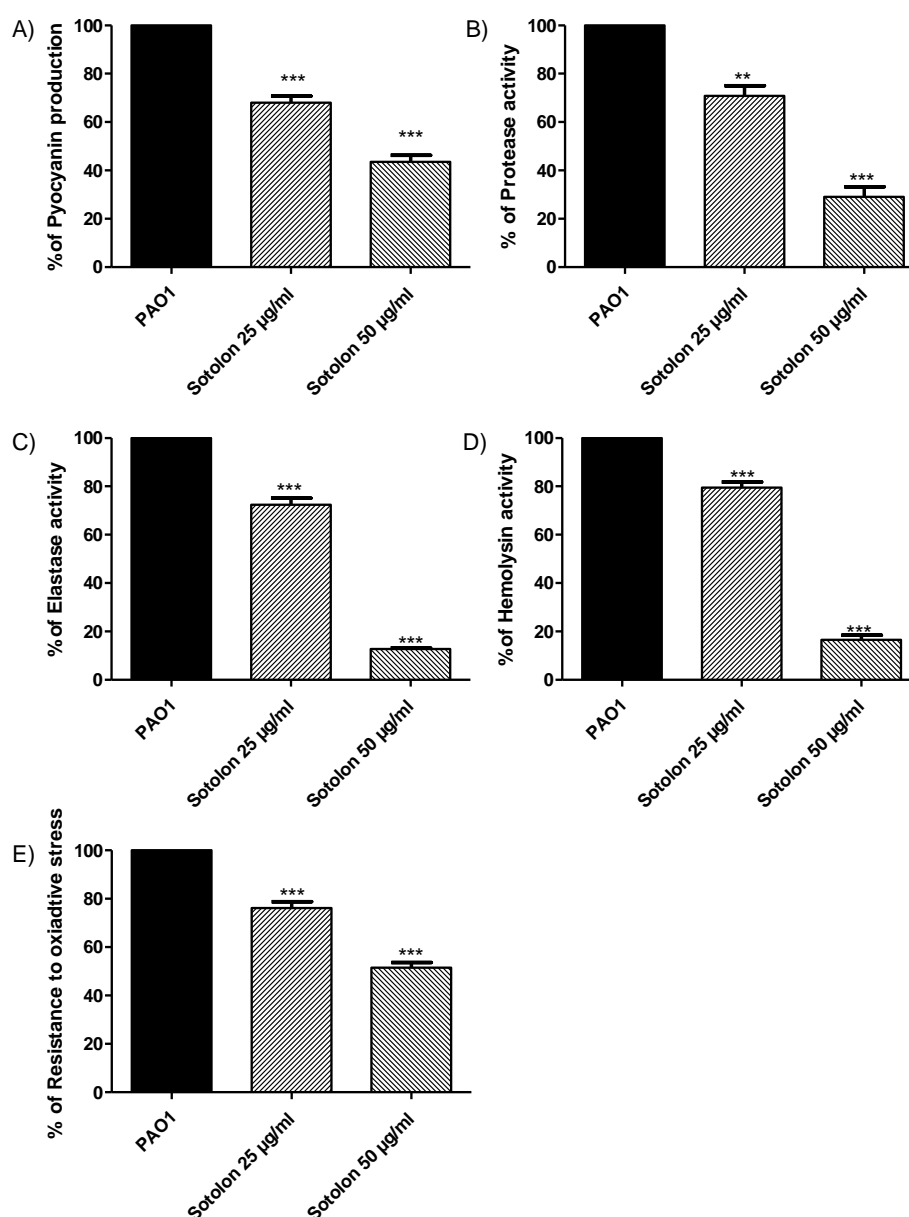 A)
%of Pyocyanin production
100
80
60
40
20
0
***
***
PAO1
Sotolon 25 µg/ml
Sotolon 50 µg/ml
B)
% of Protease activity
100
80
60
40
20
0
**
***
PAO1
Sotolon 25 µg/ml
Sotolon 50 µg/ml
C)
%of Elastase activity
100
80
60
40
20
0
***
***
PAO1
Sotolon 25 µg/ml
Sotolon 50 µg/ml
D)
%of Hemolysin activity
100
80
60
40
20
0
***
***
PAO1
Sotolon 25 µg/ml
Sotolon 50 µg/ml
E)
% of Resistance to oxiadtive stress
100
80
60
40
20
0
***
***
PAO1
Sotolon 25 µg/ml
Sotolon 50 µg/ml